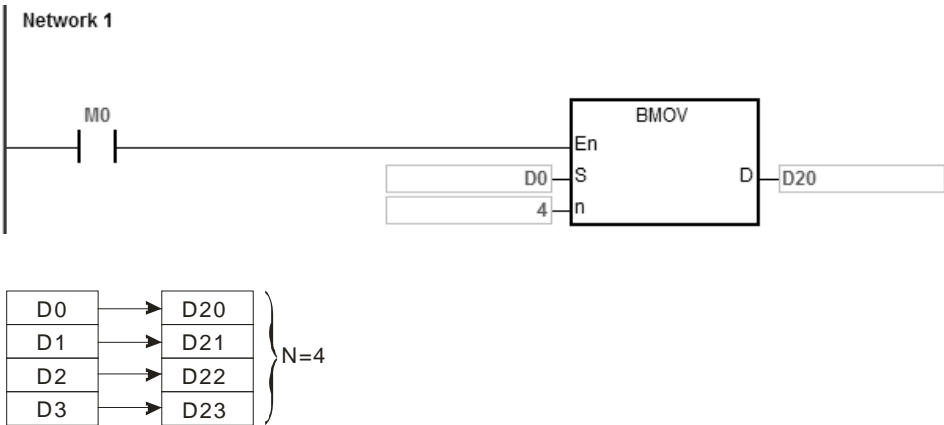 Network 1
M0
BMOV
En
D0 S D D20
4 n
D0 D20
D1 D21
N=4
D2 D22
D3 D23